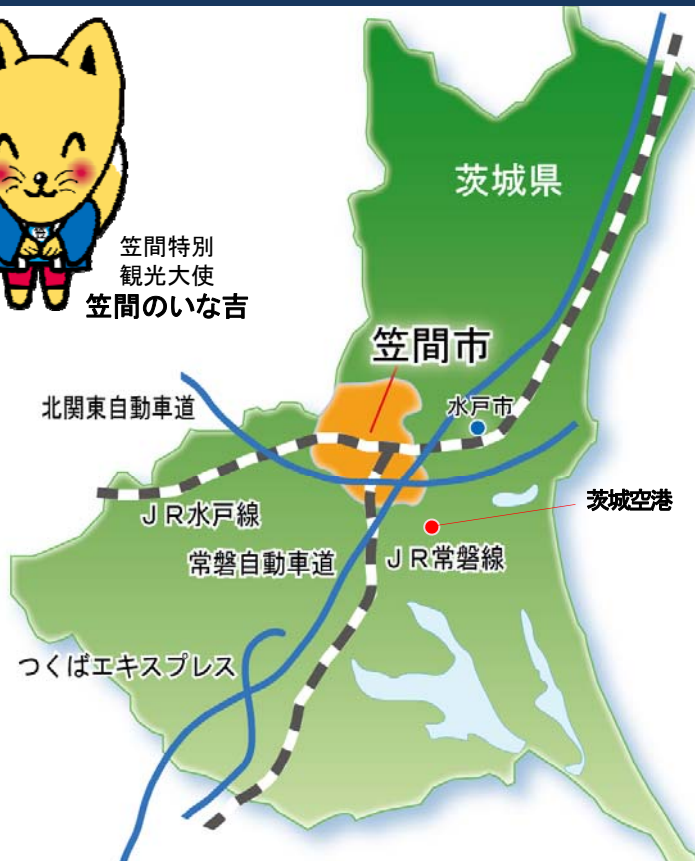 茨城県
笠間特別
観光大使
笠間のいな吉
笠間市
北関東自動車道
水戸市
JR水戸線
茨城空港
常磐自動車道
JR常磐線
つくばエキスプレス